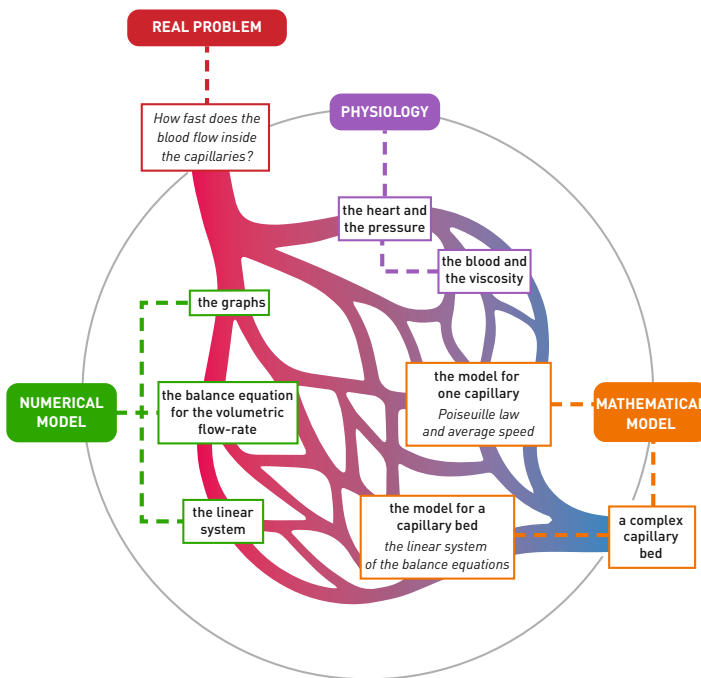 REAL PROBLEM
How fast does the
blood flow inside
the capillaries?
PHYSIOLOGY
the heart and
the pressure
the blood and
the viscosity
the graphs
NUMERICAL
MODEL
the balance equation
for the volumetric
flow-rate
the linear
system
the model for
one capillary
Poiseuille law
and average speed
MATHEMATICAL
MODEL
the model for a
capillary bed
the linear system
of the balance equations
a complex
capillary
bed